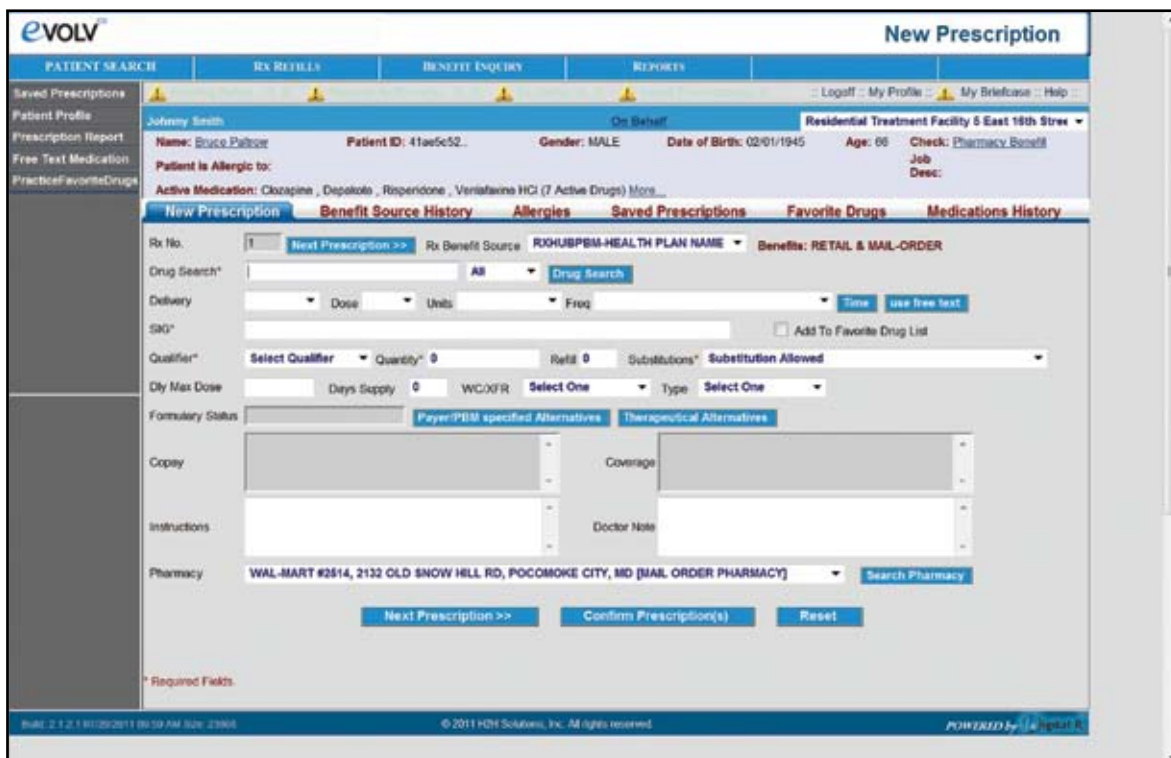 eVOLV
New Prescription
PATIENT SEARCH RX REFILLS BENEFIT INQUIRY REPORTS
:: Logoff :: My Profile :: My Briefcase :: Help ::
Saved Prescriptions
Patient Profile
Prescription Report
Free Text Medication
PracticeFavoriteDrugs
Johnny Smith On Behalf Residential Treatment Facility 5 East 16th Stree
Name: Bruce Paltrow Patient ID: 41ae5c52.. Gender: MALE Date of Birth: 02/01/1945 Age: 66 Check: Pharmacy Benefit
Patient is Allergic to: Job
Desc:
Active Medication: Clozapine , Depakote , Risperidone , Venlafaxine HCl (7 Active Drugs) More...
New Prescription Benefit Source History Allergies Saved Prescriptions Favorite Drugs Medications History
Rx No. 1 Next Prescription >> Rx Benefit Source RXHUBPBM-HEALTH PLAN NAME Benefits: RETAIL & MAIL-ORDER
Drug Search* All Drug Search
Delivery Dose Units Freq Time use free text
SIG* Add To Favorite Drug List
Qualifier* Select Qualifier Quantity* 0 Refill 0 Substitutions* Substitution Allowed
Dly Max Dose Days Supply 0 WC/XFR Select One Type Select One
Formulary Status Payer/PBM specified Alternatives Therapeutical Alternatives
Copay Coverage
Instructions Doctor Note
Pharmacy WAL-MART #2514, 2132 OLD SNOW HILL RD, POCOMOKE CITY, MD [MAIL ORDER PHARMACY] Search Pharmacy
Next Prescription >> Confirm Prescription(s) Reset
* Required Fields.
© 2011 H2H Solutions, Inc. All rights reserved. POWERED by